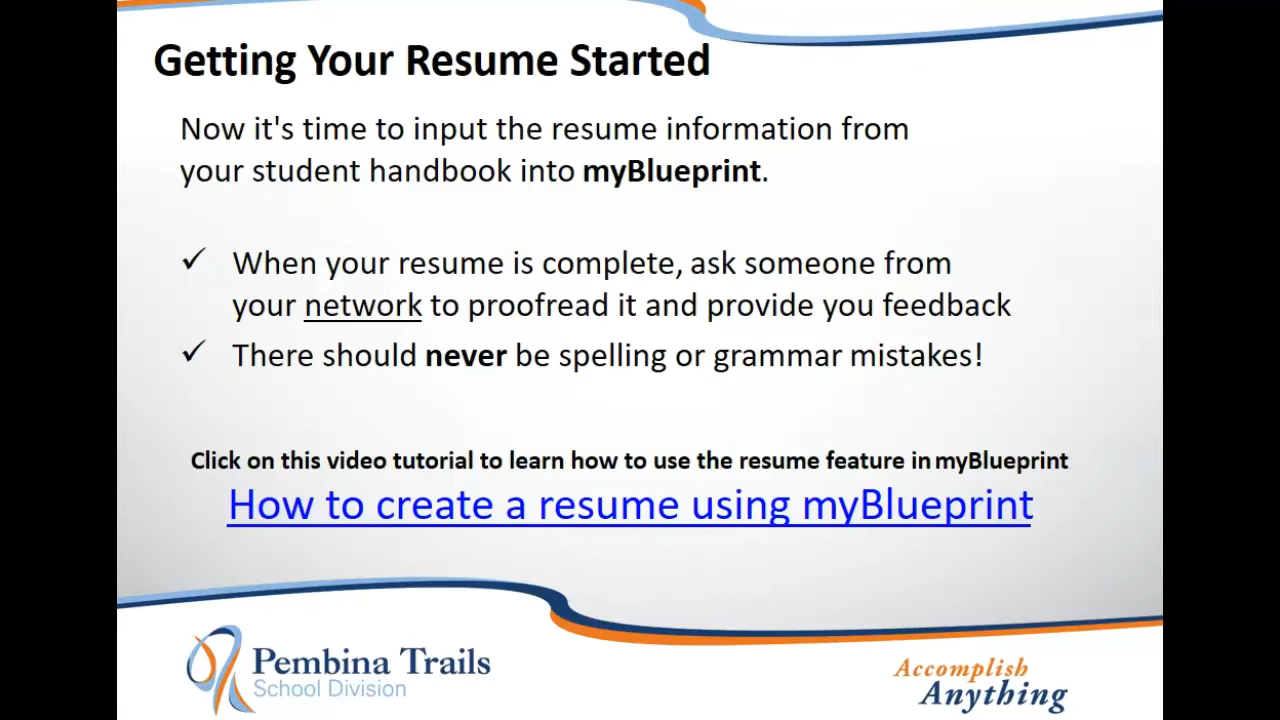 Getting Your Resume Started
Now it's time to input the resume information from
your student handbook into myBlueprint.
✓ When your resume is complete, ask someone from
your network to proofread it and provide you feedback
✓ There should never be spelling or grammar mistakes!
Click on this video tutorial to learn how to use the resume feature in myBlueprint
How to create a resume using myBlueprint
Pembina Trails
School Division
Accomplish
Anything